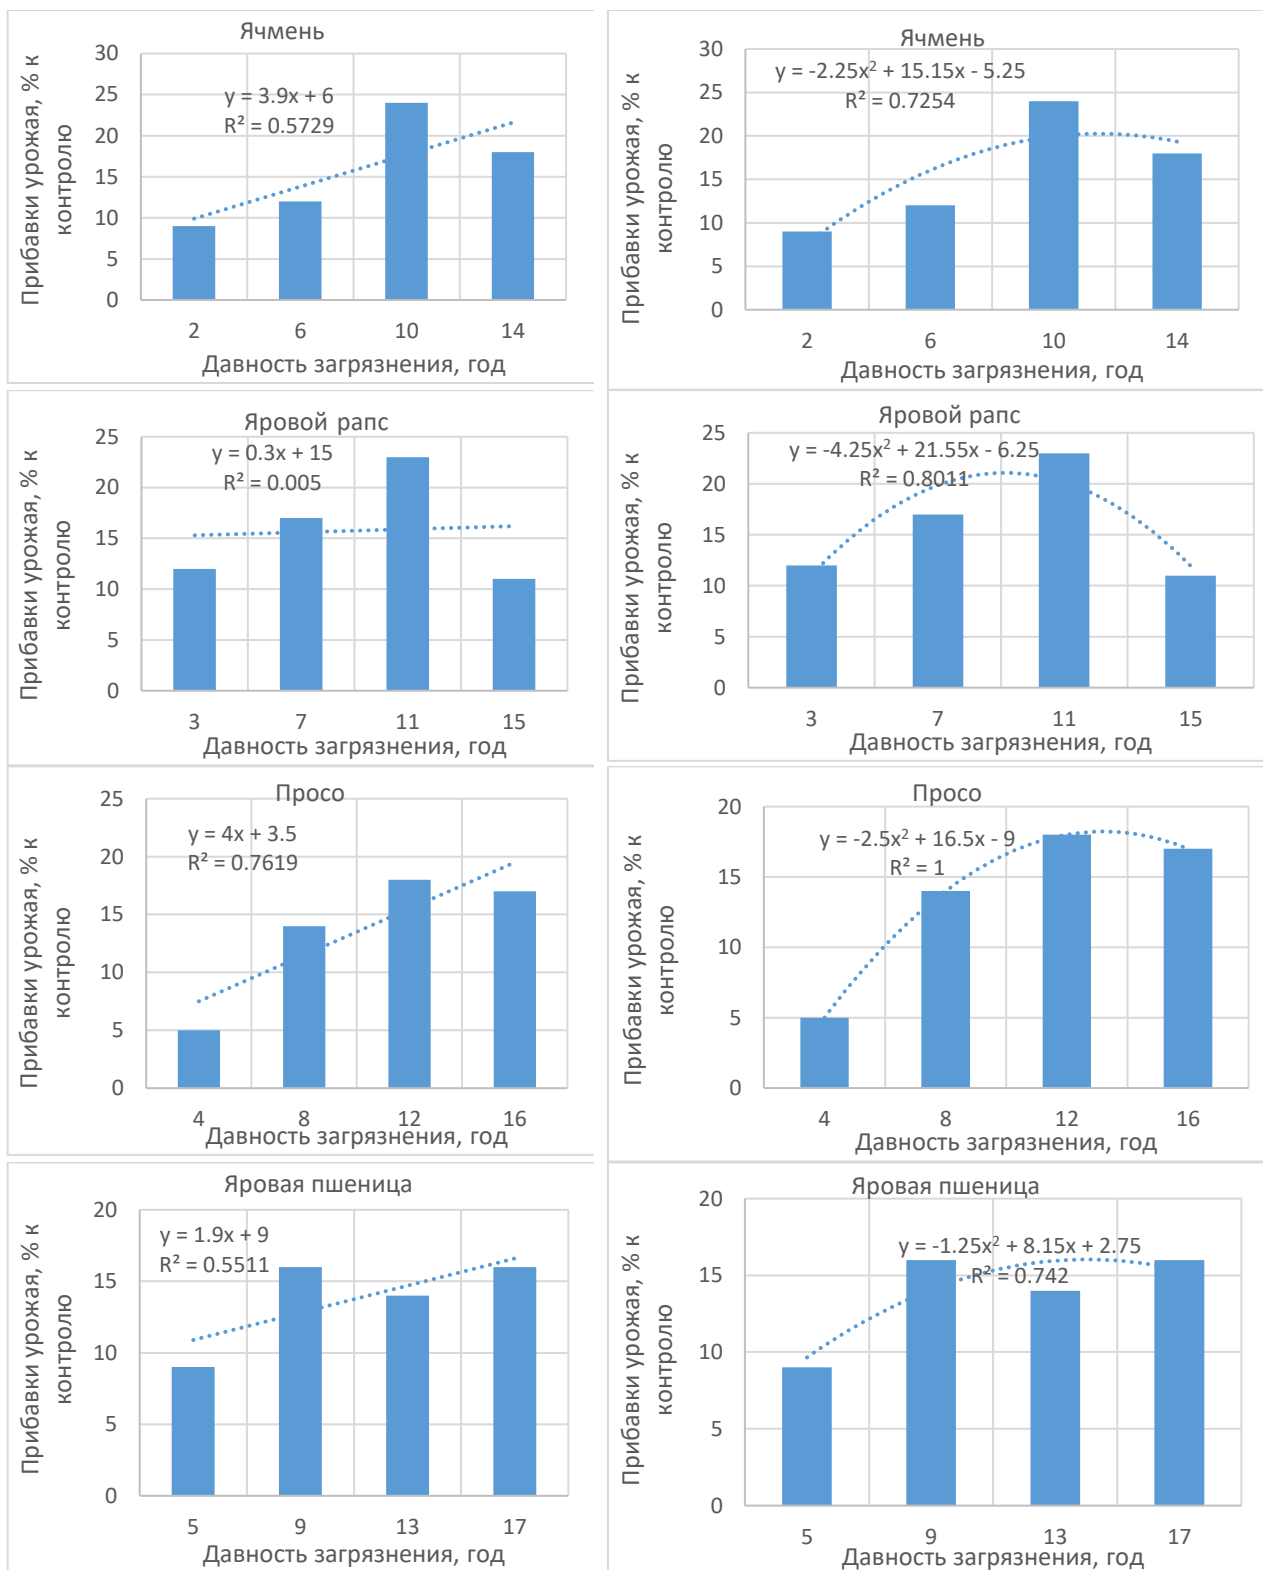 Ячмень
y = 3.9x + 6
R² = 0.5729
Прибавки урожая, % к
контролю
30
25
20
15
10
5
0
2 6 10 14
Давность загрязнения, год
Ячмень
y = -2.25x² + 15.15x - 5.25
R² = 0.7254
Прибавки урожая, % к
контролю
30
25
20
15
10
5
0
2 6 10 14
Давность загрязнения, год
Яровой рапс
y = 0.3x + 15
R² = 0.005
Прибавки урожая, % к
контролю
25
20
15
10
5
0
3 7 11 15
Давность загрязнения, год
Яровой рапс
y = -4.25x² + 21.55x - 6.25
R² = 0.8011
Прибавки урожая, % к
контролю
25
20
15
10
5
0
3 7 11 15
Давность загрязнения, год
Просо
y = 4x + 3.5
R² = 0.7619
Прибавки урожая, % к
контролю
25
20
15
10
5
0
4 8 12 16
Давность загрязнения, год
Просо
y = -2.5x² + 16.5x - 9
R² = 1
Прибавки урожая, % к
контролю
20
15
10
5
0
4 8 12 16
Давность загрязнения, год
Яровая пшеница
y = 1.9x + 9
R² = 0.5511
Прибавки урожая, % к
контролю
20
15
10
5
0
5 9 13 17
Давность загрязнения, год
Яровая пшеница
y = -1.25x² + 8.15x + 2.75
R² = 0.742
Прибавки урожая, % к
контролю
20
15
10
5
0
5 9 13 17
Давность загрязнения, год